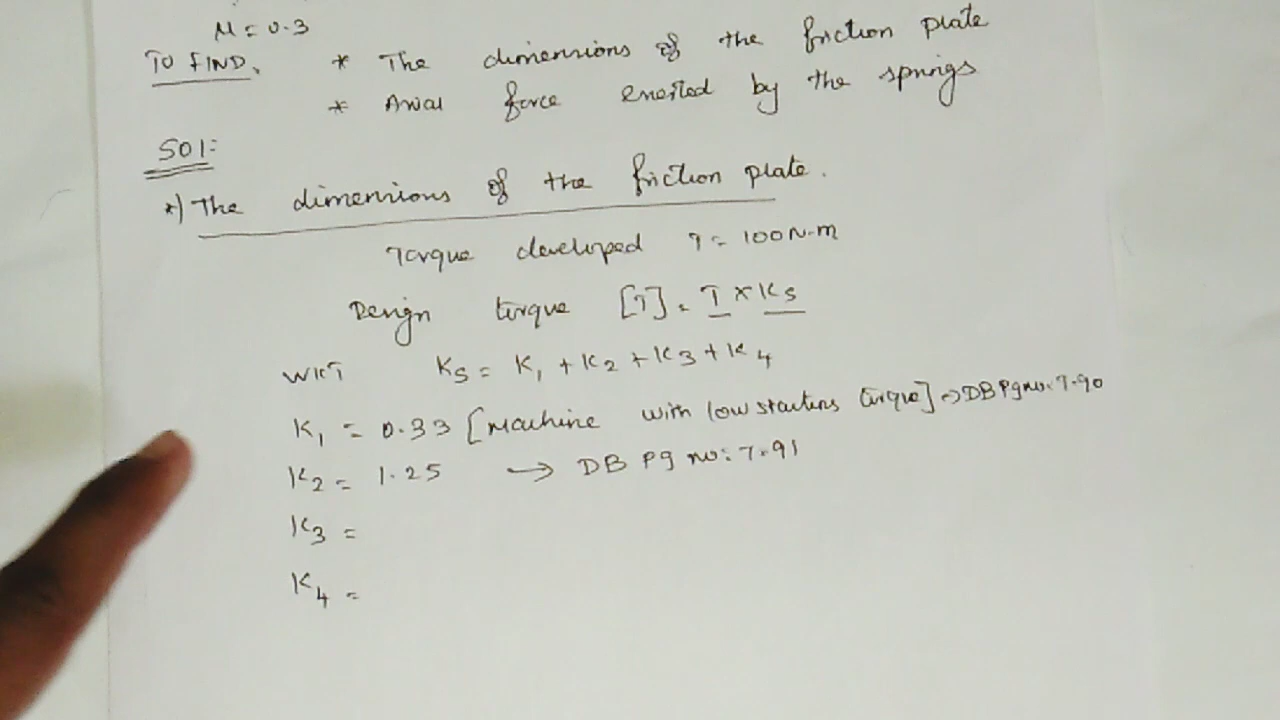 μ = 0.3
TO FIND, * The dimensions of the friction plate
* Axial force exerted by the springs
SOl:
*) The dimensions of the friction plate.
Torque developed T = 100 N-m
Design torque [T] = T × Ks
WKT Ks = K1 + K2 + K3 + K4
K1 = 0.33 [Machine with low starting torque] → DB Pg no: 7.90
K2 = 1.25 → DB Pg no: 7.91
K3 =
K4 =